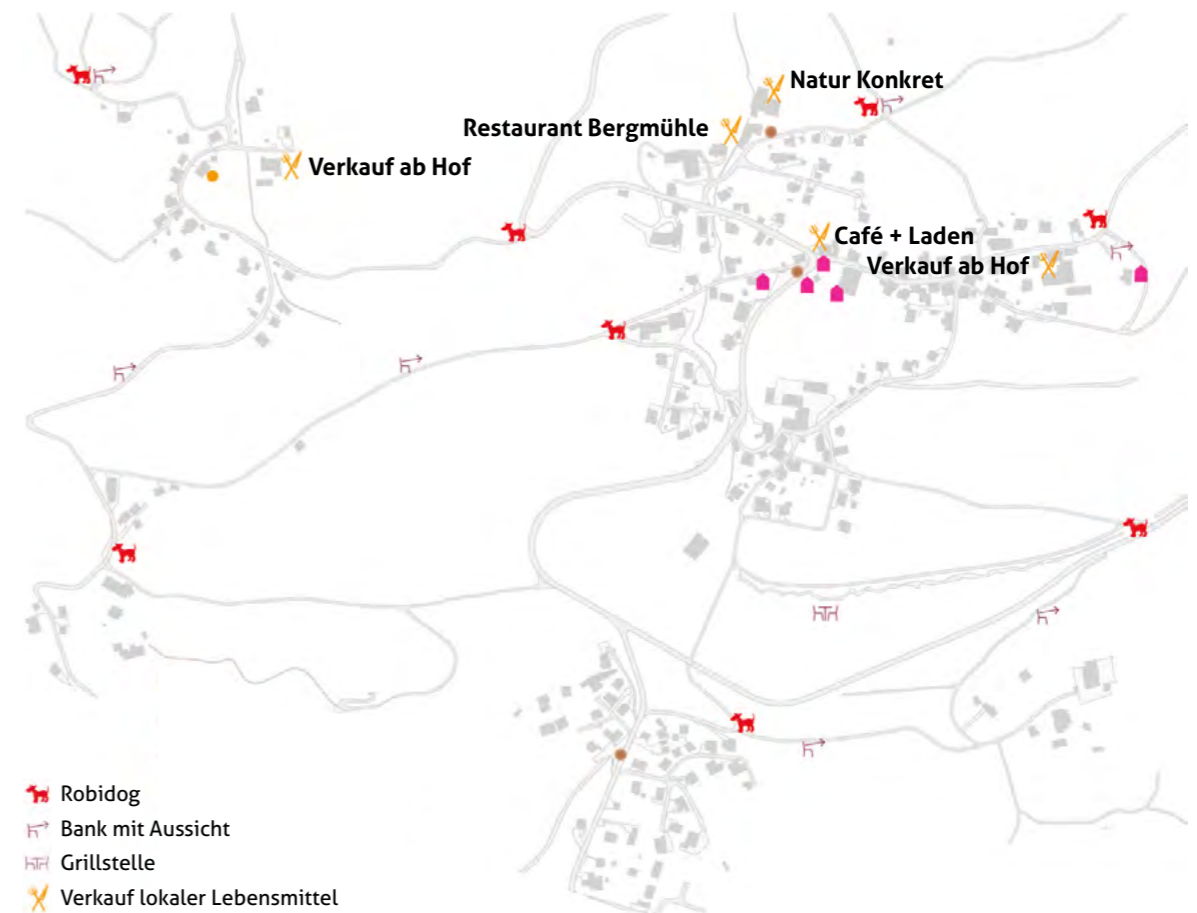 Natur Konkret
Restaurant Bergmühle
Verkauf ab Hof
Café + Laden
Verkauf ab Hof
Robidog
Bank mit Aussicht
Grillstelle
Verkauf lokaler Lebensmittel